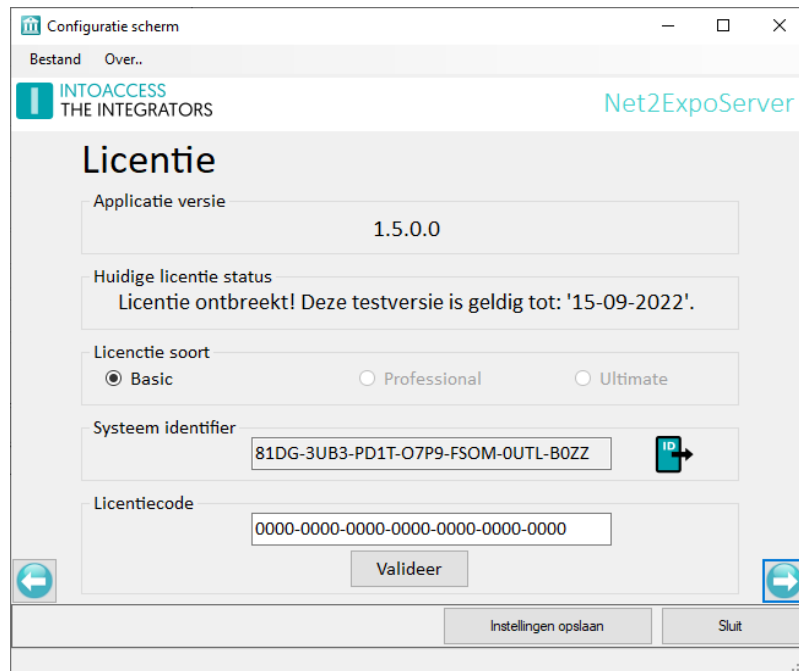 Configuratie scherm
Bestand Over..
INTOACCESS
THE INTEGRATORS
Net2ExpoServer
Licentie
Applicatie versie
1.5.0.0
Huidige licentie status
Licentie ontbreekt! Deze testversie is geldig tot: '15-09-2022'.
Licenctie soort
Basic Professional Ultimate
Systeem identifier
81DG-3UB3-PD1T-O7P9-FSOM-0UTL-B0ZZ
ID
Licentiecode
0000-0000-0000-0000-0000-0000-0000
Valideer
Instellingen opslaan Sluit